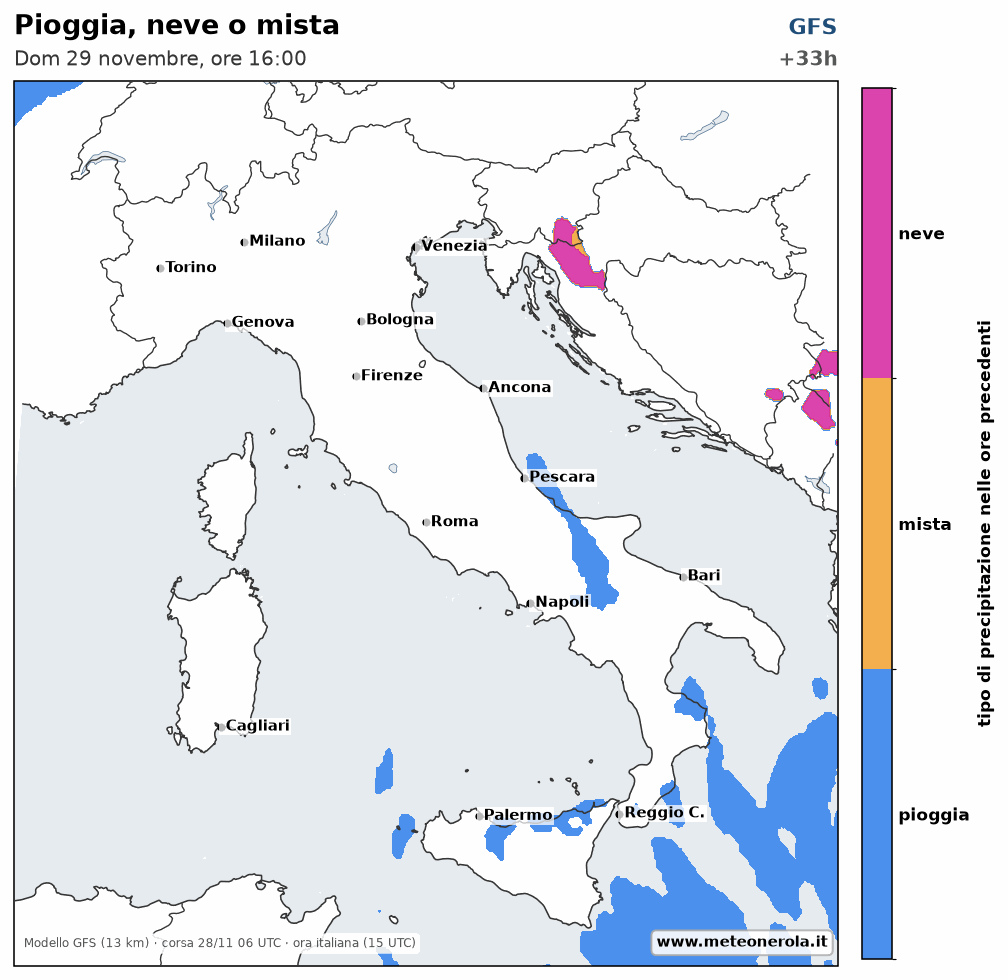 Pioggia, neve o mista
GFS
Dom 29 novembre, ore 16:00
+33h
neve
Milano
Venezia
Torino
Genova
Bologna
Firenze
Ancona
Pescara
mista
Roma
Bari
Napoli
tipo di precipitazione nelle ore precedenti
Cagliari
Palermo
Reggio C.
pioggia
Modello GFS (13 km) · corsa 28/11 06 UTC · ora italiana (15 UTC)
www.meteonerola.it